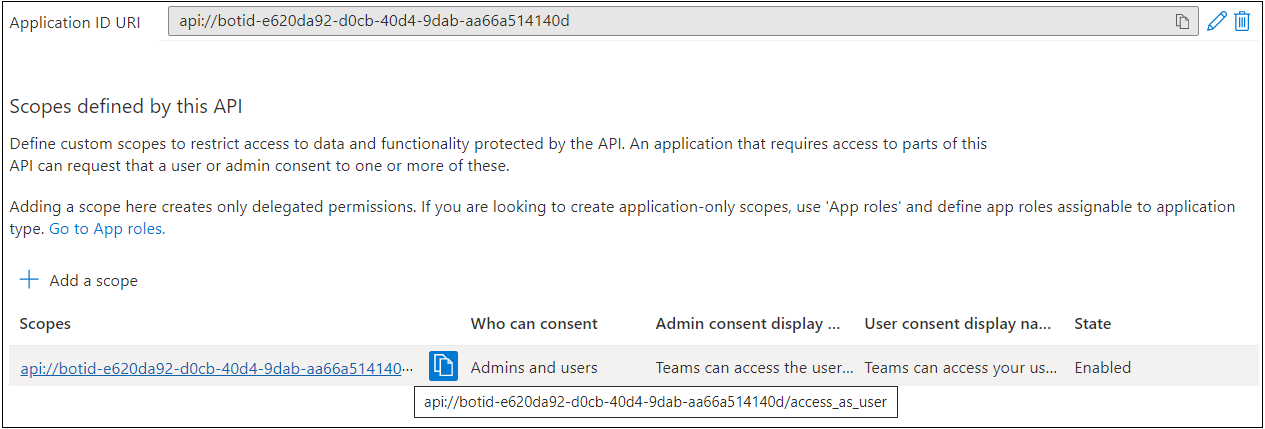 Application ID URI
api://botid-e620da92-d0cb-40d4-9dab-aa66a514140d
Scopes defined by this API
Define custom scopes to restrict access to data and functionality protected by the API. An application that requires access to parts of this
API can request that a user or admin consent to one or more of these.
Adding a scope here creates only delegated permissions. If you are looking to create application-only scopes, use 'App roles' and define app roles assignable to application
type. Go to App roles.
Add a scope
Scopes Who can consent Admin consent display ... User consent display na... State
api://botid-e620da92-d0cb-40d4-9dab-aa66a514140... Admins and users Teams can access the user... Teams can access your us... Enabled
api://botid-e620da92-d0cb-40d4-9dab-aa66a514140d/access_as_user